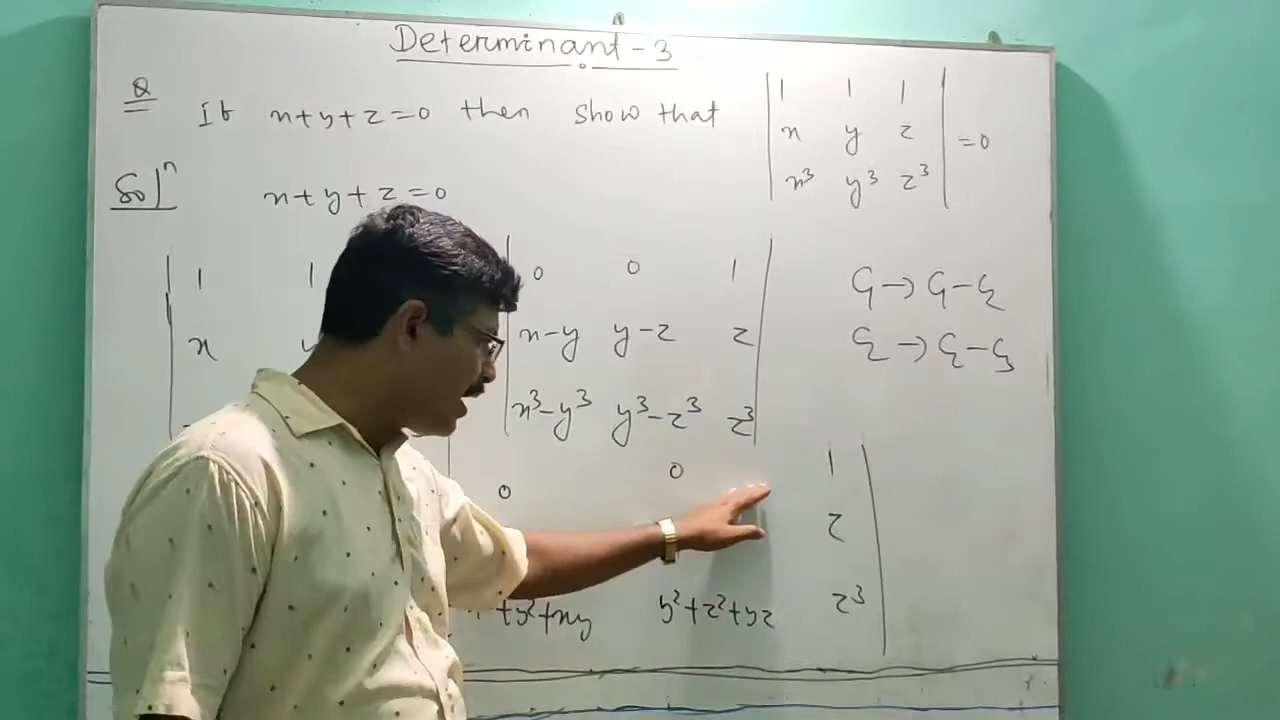 Determinant - 3
Q If x+y+z=0 then show that
1 1 1
x y z
x³ y³ z³
=0
Solⁿ x+y+z=0
1 1
x y
0 0 1
x-y y-z z
x³-y³ y³-z³ z³
C₁→C₁-C₂
C₂→C₂-C₃
0 0 1
z
+y²+xy y²+z²+yz z³